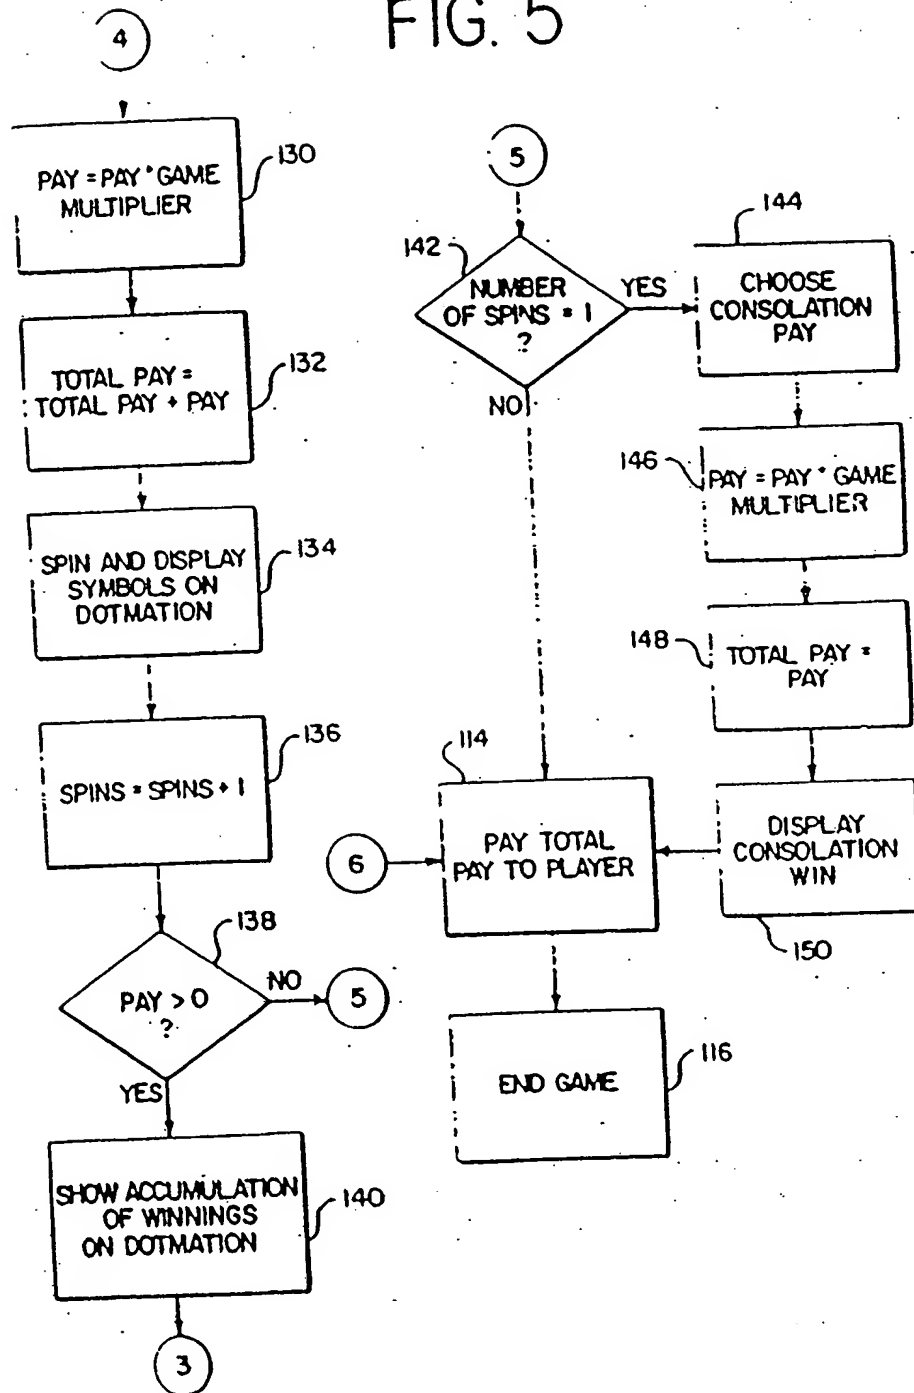 FIG. 5
4
PAY = PAY * GAME
MULTIPLIER
130
TOTAL PAY =
TOTAL PAY + PAY
132
SPIN AND DISPLAY
SYMBOLS ON
DOTMATION
134
SPINS = SPINS + 1
136
138
PAY > 0
?
NO
5
YES
SHOW ACCUMULATION
OF WINNINGS
ON DOTMATION
140
3
5
142
NUMBER
OF SPINS = 1
?
YES
NO
144
CHOOSE
CONSOLATION
PAY
146
PAY = PAY * GAME
MULTIPLIER
148
TOTAL PAY =
PAY
DISPLAY
CONSOLATION
WIN
150
114
6
PAY TOTAL
PAY TO PLAYER
END GAME
116